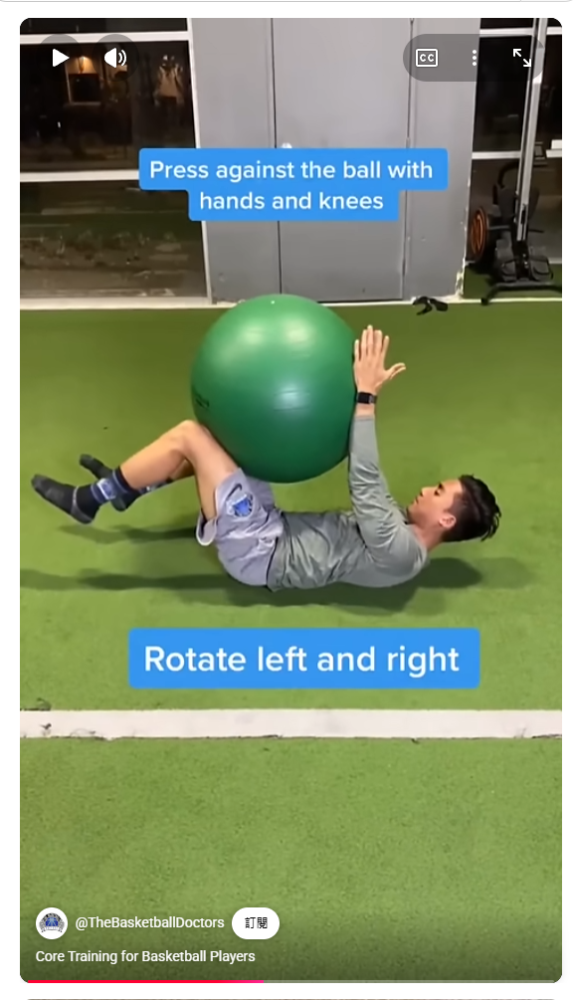 CC
Press against the ball with
hands and knees
Rotate left and right
@TheBasketballDoctors
訂閱
Core Training for Basketball Players